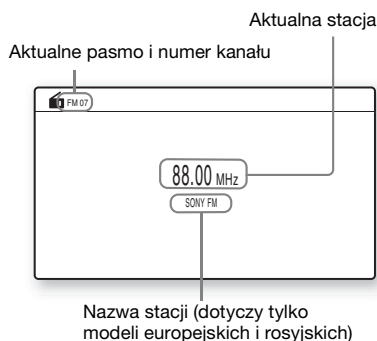 Aktualna stacja
Aktualne pasmo i numer kanału
FM 07
88.00 MHz
SONY FM
Nazwa stacji (dotyczy tylko
modeli europejskich i rosyjskich)